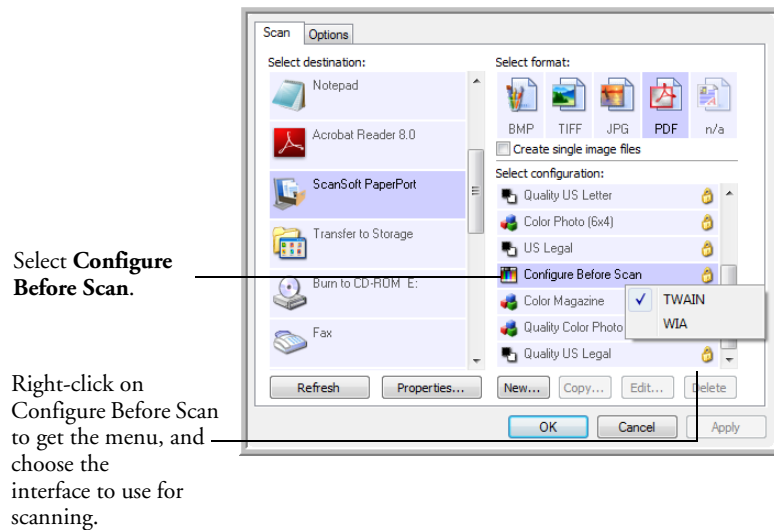 Scan
Options
Select destination:
Notepad
Acrobat Reader 8.0
ScanSoft PaperPort
Transfer to Storage
Burn to CD-ROM E:
Fax
Refresh
Properties...
Select format:
BMP TIFF JPG PDF n/a
Create single image files
Select configuration:
Quality US Letter
Color Photo (6x4)
US Legal
Configure Before Scan
Color Magazine
Quality Color Photo
Quality US Legal
TWAIN
WIA
New... Copy... Edit... Delete
OK Cancel Apply
Select Configure
Before Scan.
Right-click on
Configure Before Scan
to get the menu, and
choose the
interface to use for
scanning.